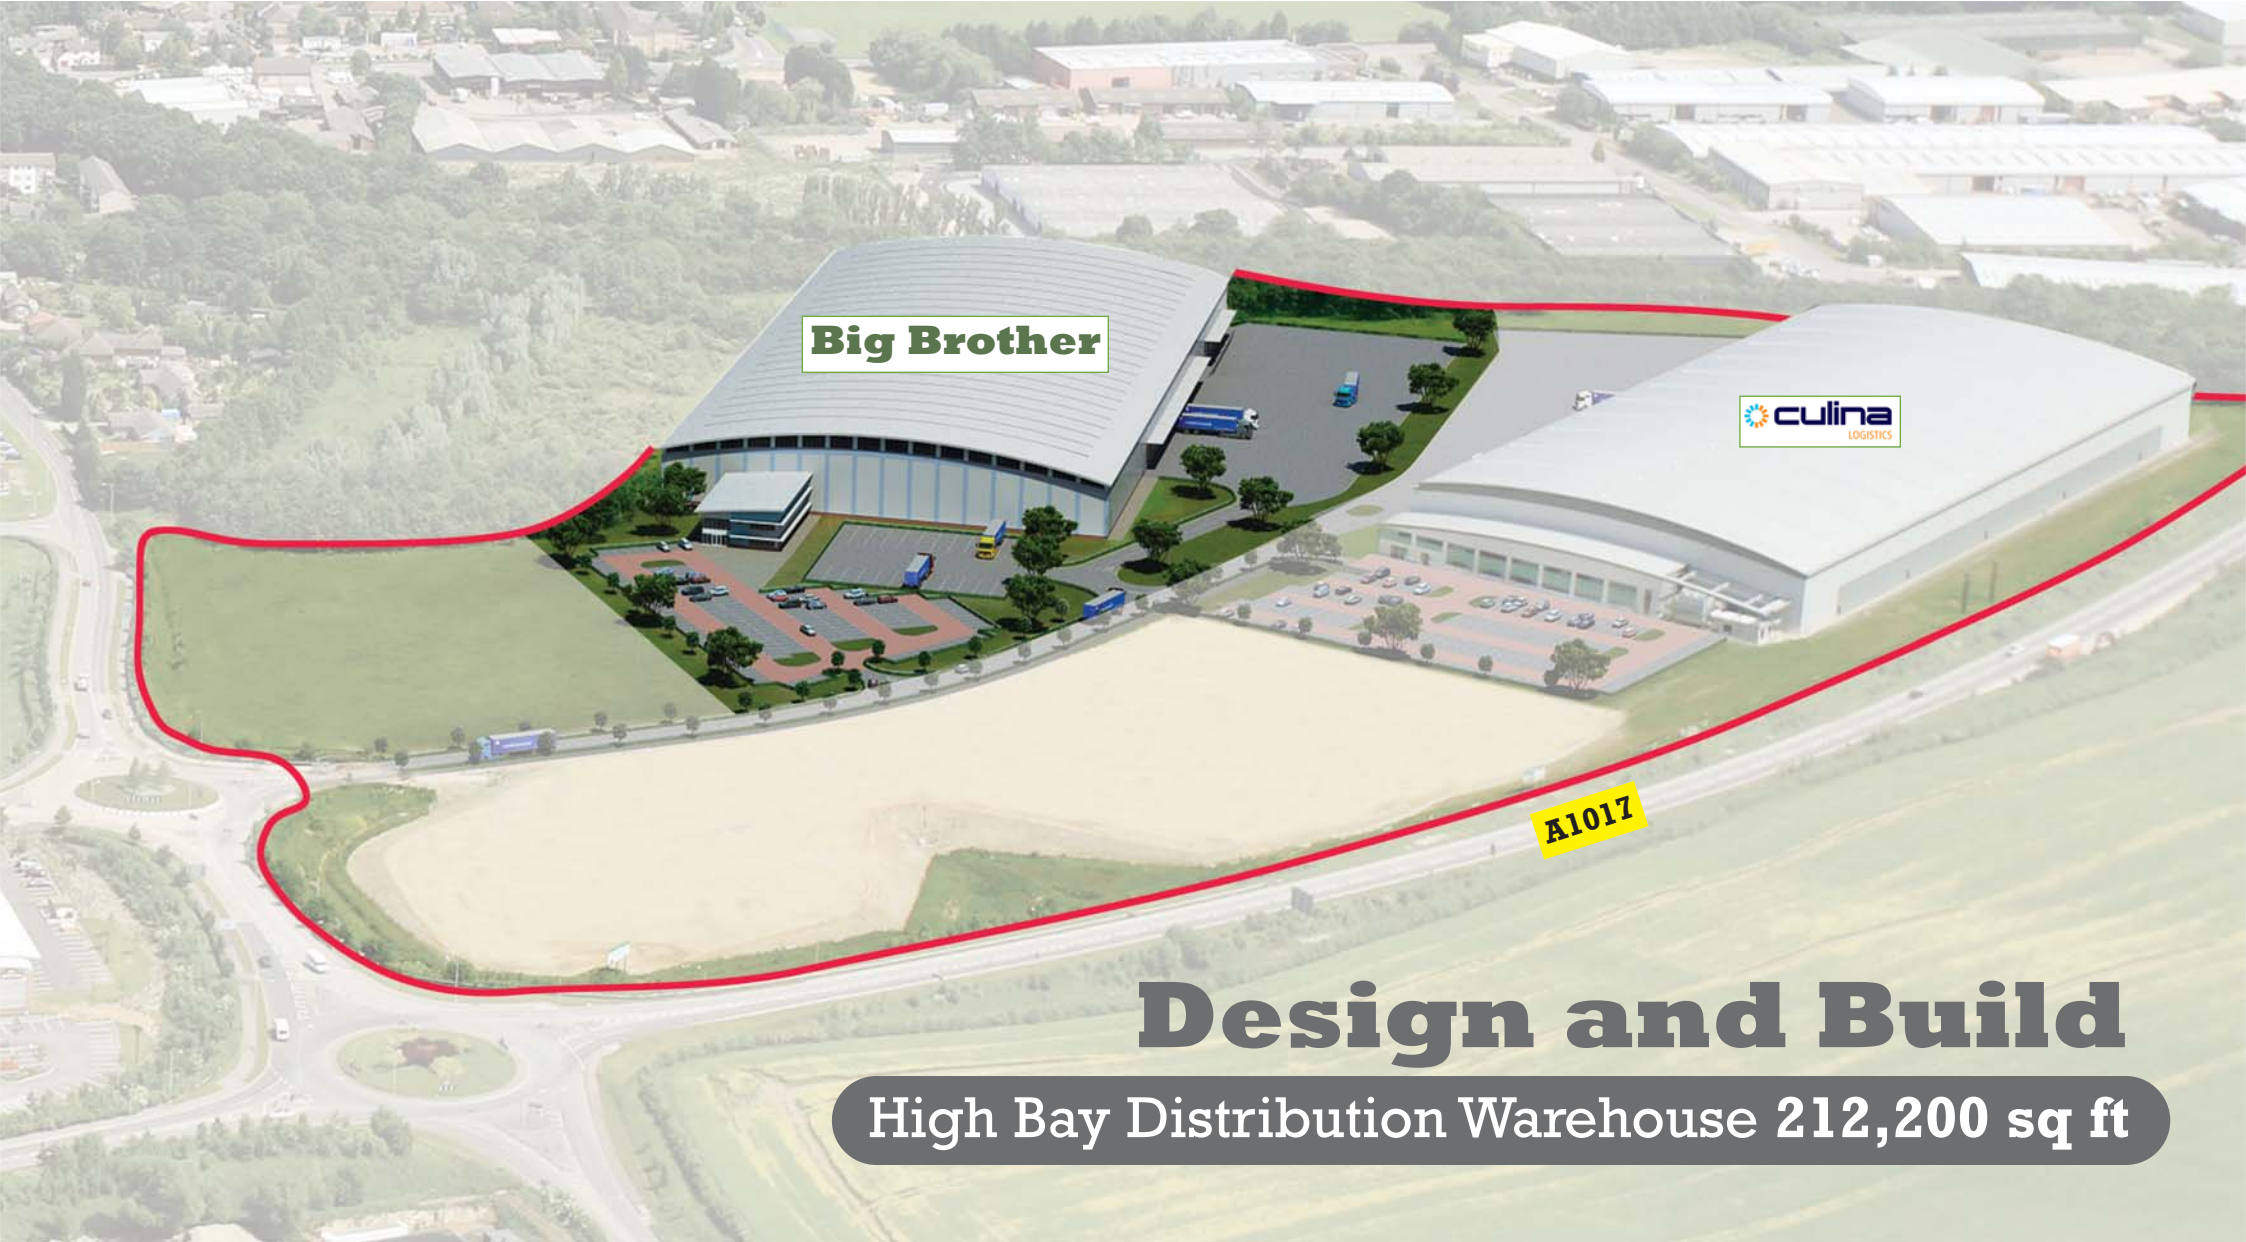 Big Brother
culina
LOGISTICS
A1017
Design and Build
High Bay Distribution Warehouse 212,200 sq ft